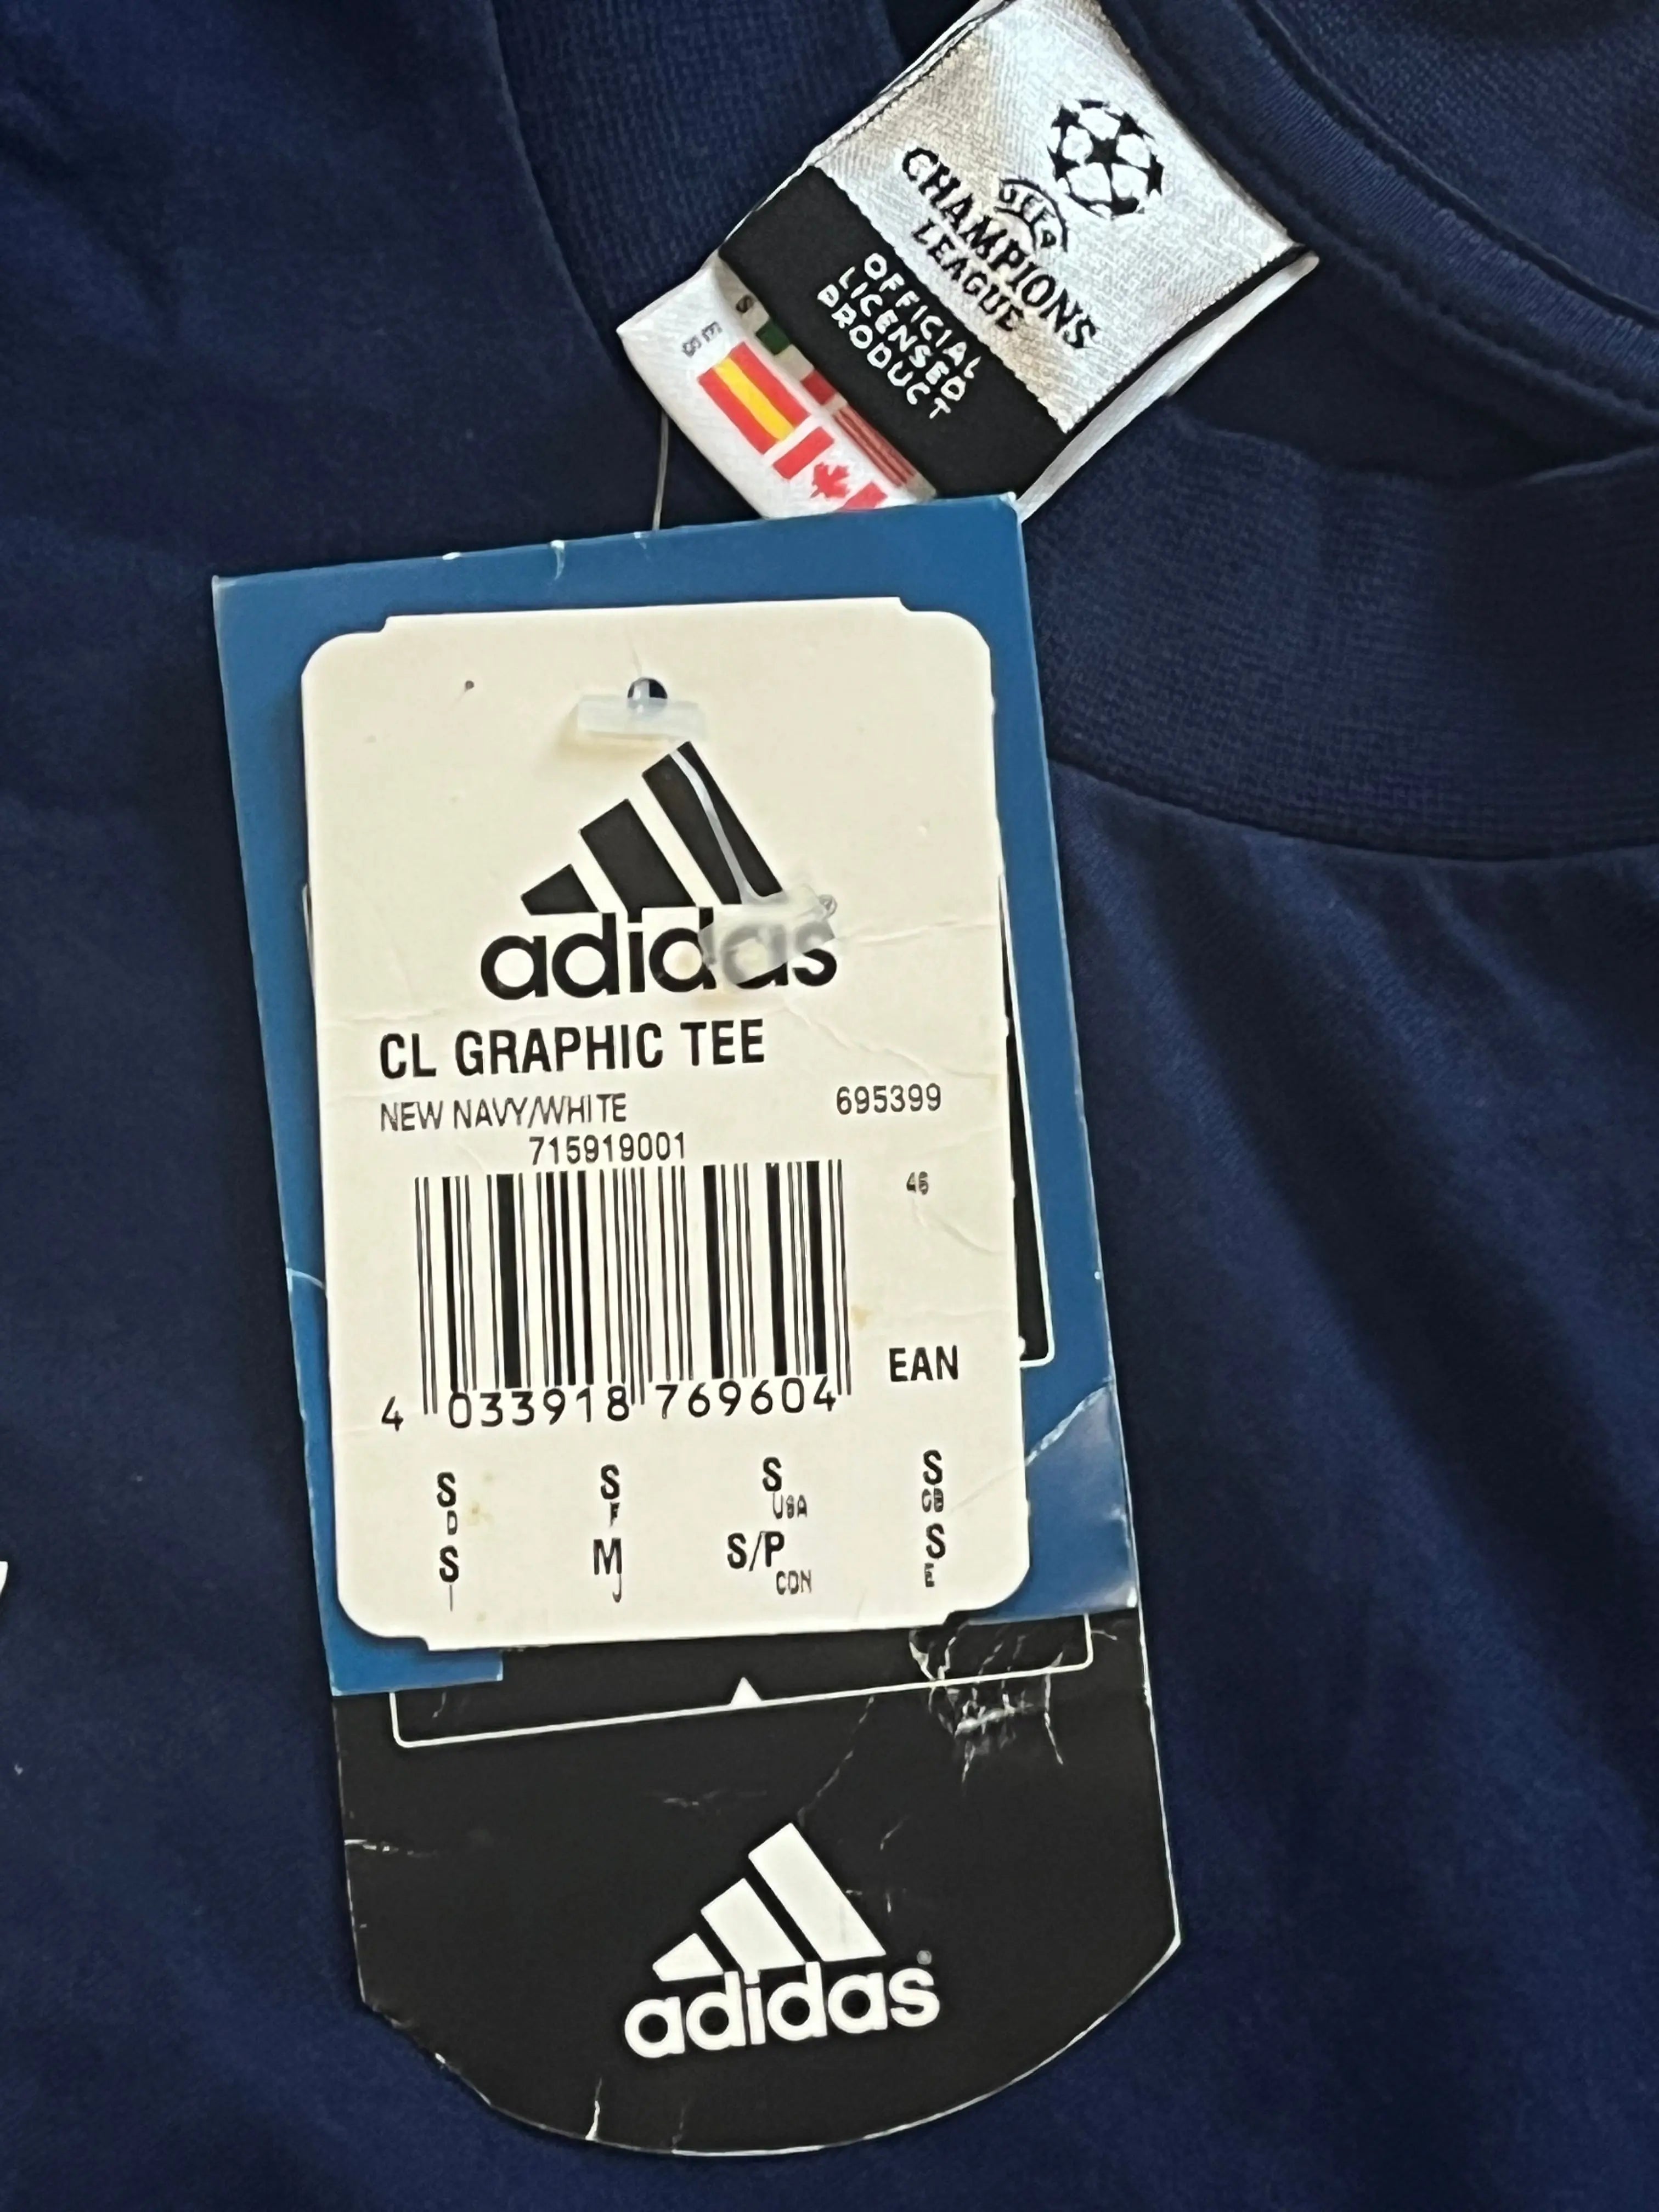 UEFA
CHAMPIONS
LEAGUE
OFFICIAL
LICENSED
PRODUCT
adidas
CL GRAPHIC TEE
NEW NAVY/WHITE 695399
715919001
46
EAN
4 033918 769604
S S S S
D F USA GB
S M S/P S
I J CDN E
adidas®